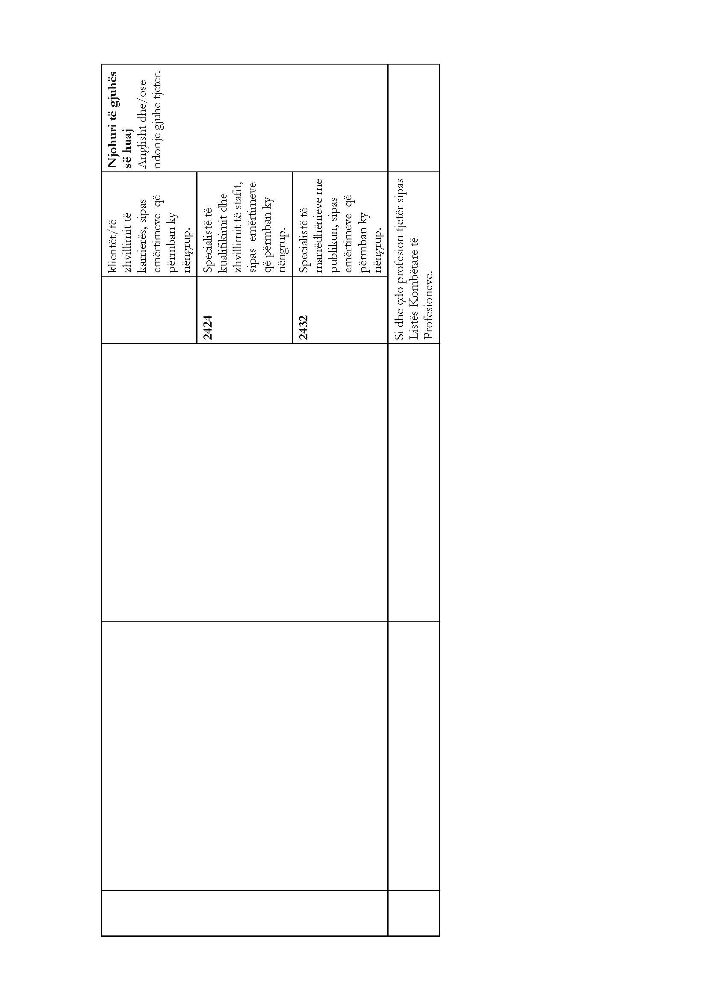 klientët/të
zhvillimit të
karrierës, sipas
emërtimeve që
përmban ky
nëngrup.
Njohuri të gjuhës
së huaj
Anglisht dhe/ose
ndonje gjuhe tjeter.
2424
Specialistë të
kualifikimit dhe
zhvillimit të stafit,
sipas emërtimeve
që përmban ky
nëngrup.
2432
Specialistë të
marrëdhënieve me
publikun, sipas
emërtimeve që
përmban ky
nëngrup.
Si dhe çdo profesion tjetër sipas
Listës Kombëtare të
Profesioneve.